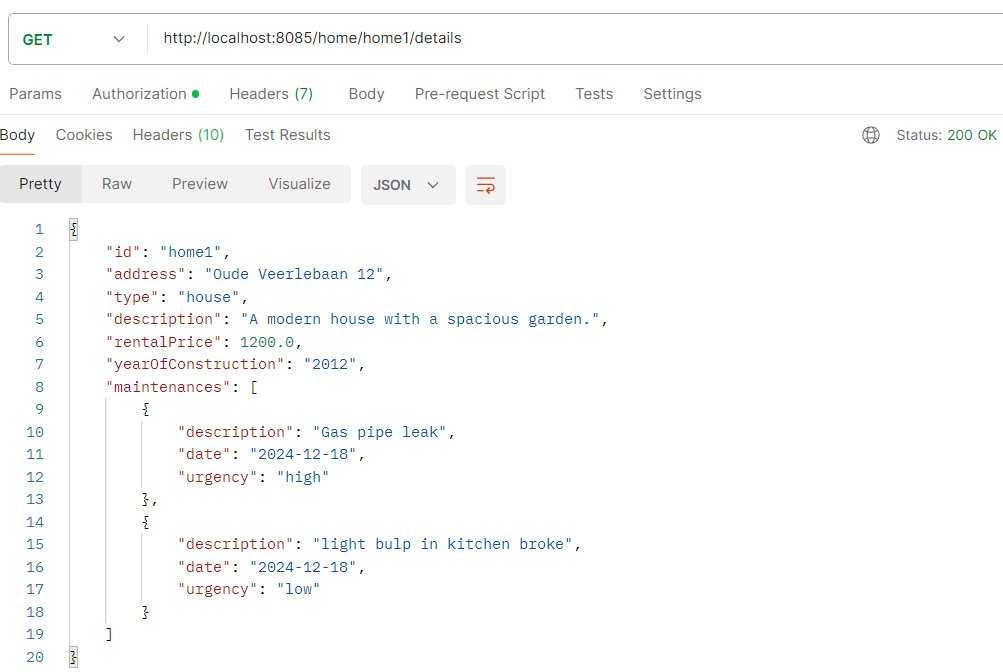 GET http://localhost:8085/home/home1/details
Params Authorization Headers (7) Body Pre-request Script Tests Settings
Body Cookies Headers (10) Test Results Status: 200 OK
Pretty Raw Preview Visualize JSON
1 {
2 "id": "home1",
3 "address": "Oude Veerlebaan 12",
4 "type": "house",
5 "description": "A modern house with a spacious garden.",
6 "rentalPrice": 1200.0,
7 "yearOfConstruction": "2012",
8 "maintenances": [
9 {
10 "description": "Gas pipe leak",
11 "date": "2024-12-18",
12 "urgency": "high"
13 },
14 {
15 "description": "light bulp in kitchen broke",
16 "date": "2024-12-18",
17 "urgency": "low"
18 }
19 ]
20 }